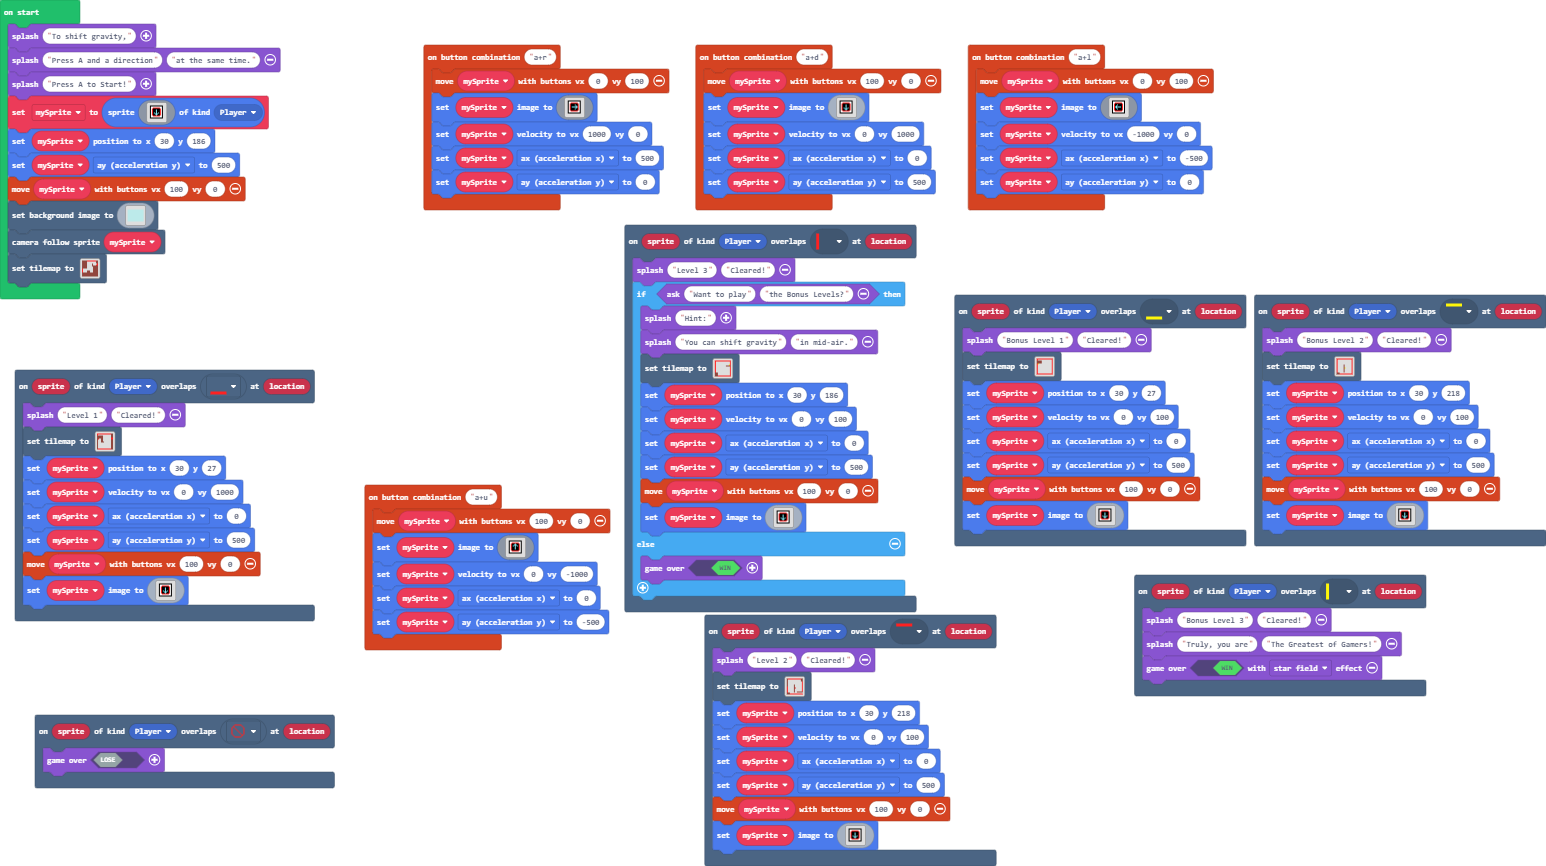 on start
splash "To shift gravity,"
splash "Press A and a direction" "at the same time."
splash "Press A to Start!"
set mySprite to sprite of kind Player
set mySprite position to x 30 y 186
set mySprite ay (acceleration y) to 500
move mySprite with buttons vx 100 vy 0
set background image to
camera follow sprite mySprite
set tilemap to
on button combination "a+r"
move mySprite with buttons vx 0 vy 100
set mySprite image to
set mySprite velocity to vx 1000 vy 0
set mySprite ax (acceleration x) to 500
set mySprite ay (acceleration y) to 0
on button combination "a+d"
move mySprite with buttons vx 100 vy 0
set mySprite image to
set mySprite velocity to vx 0 vy 1000
set mySprite ax (acceleration x) to 0
set mySprite ay (acceleration y) to 500
on button combination "a+l"
move mySprite with buttons vx 0 vy 100
set mySprite image to
set mySprite velocity to vx -1000 vy 0
set mySprite ax (acceleration x) to -500
set mySprite ay (acceleration y) to 0
on sprite of kind Player overlaps at location
splash "Level 3" "Cleared!"
if ask "Want to play" "the Bonus Levels?" then
splash "Hint:"
splash "You can shift gravity" "in mid-air."
set tilemap to
set mySprite position to x 30 y 186
set mySprite velocity to vx 0 vy 100
set mySprite ax (acceleration x) to 0
set mySprite ay (acceleration y) to 500
move mySprite with buttons vx 100 vy 0
set mySprite image to
else
game over WIN
on sprite of kind Player overlaps at location
splash "Bonus Level 1" "Cleared!"
set tilemap to
set mySprite position to x 30 y 27
set mySprite velocity to vx 0 vy 100
set mySprite ax (acceleration x) to 0
set mySprite ay (acceleration y) to 500
move mySprite with buttons vx 100 vy 0
set mySprite image to
on sprite of kind Player overlaps at location
splash "Bonus Level 2" "Cleared!"
set tilemap to
set mySprite position to x 30 y 218
set mySprite velocity to vx 0 vy 100
set mySprite ax (acceleration x) to 0
set mySprite ay (acceleration y) to 500
move mySprite with buttons vx 100 vy 0
set mySprite image to
on sprite of kind Player overlaps at location
splash "Level 1" "Cleared!"
set tilemap to
set mySprite position to x 30 y 27
set mySprite velocity to vx 0 vy 1000
set mySprite ax (acceleration x) to 0
set mySprite ay (acceleration y) to 500
move mySprite with buttons vx 100 vy 0
set mySprite image to
on button combination "a+u"
move mySprite with buttons vx 100 vy 0
set mySprite image to
set mySprite velocity to vx 0 vy -1000
set mySprite ax (acceleration x) to 0
set mySprite ay (acceleration y) to -500
on sprite of kind Player overlaps at location
splash "Bonus Level 3" "Cleared!"
splash "Truly, you are" "The Greatest of Gamers!"
game over WIN with star field effect
on sprite of kind Player overlaps at location
splash "Level 2" "Cleared!"
set tilemap to
set mySprite position to x 30 y 218
set mySprite velocity to vx 0 vy 100
set mySprite ax (acceleration x) to 0
set mySprite ay (acceleration y) to 500
move mySprite with buttons vx 100 vy 0
set mySprite image to
on sprite of kind Player overlaps at location
game over LOSE